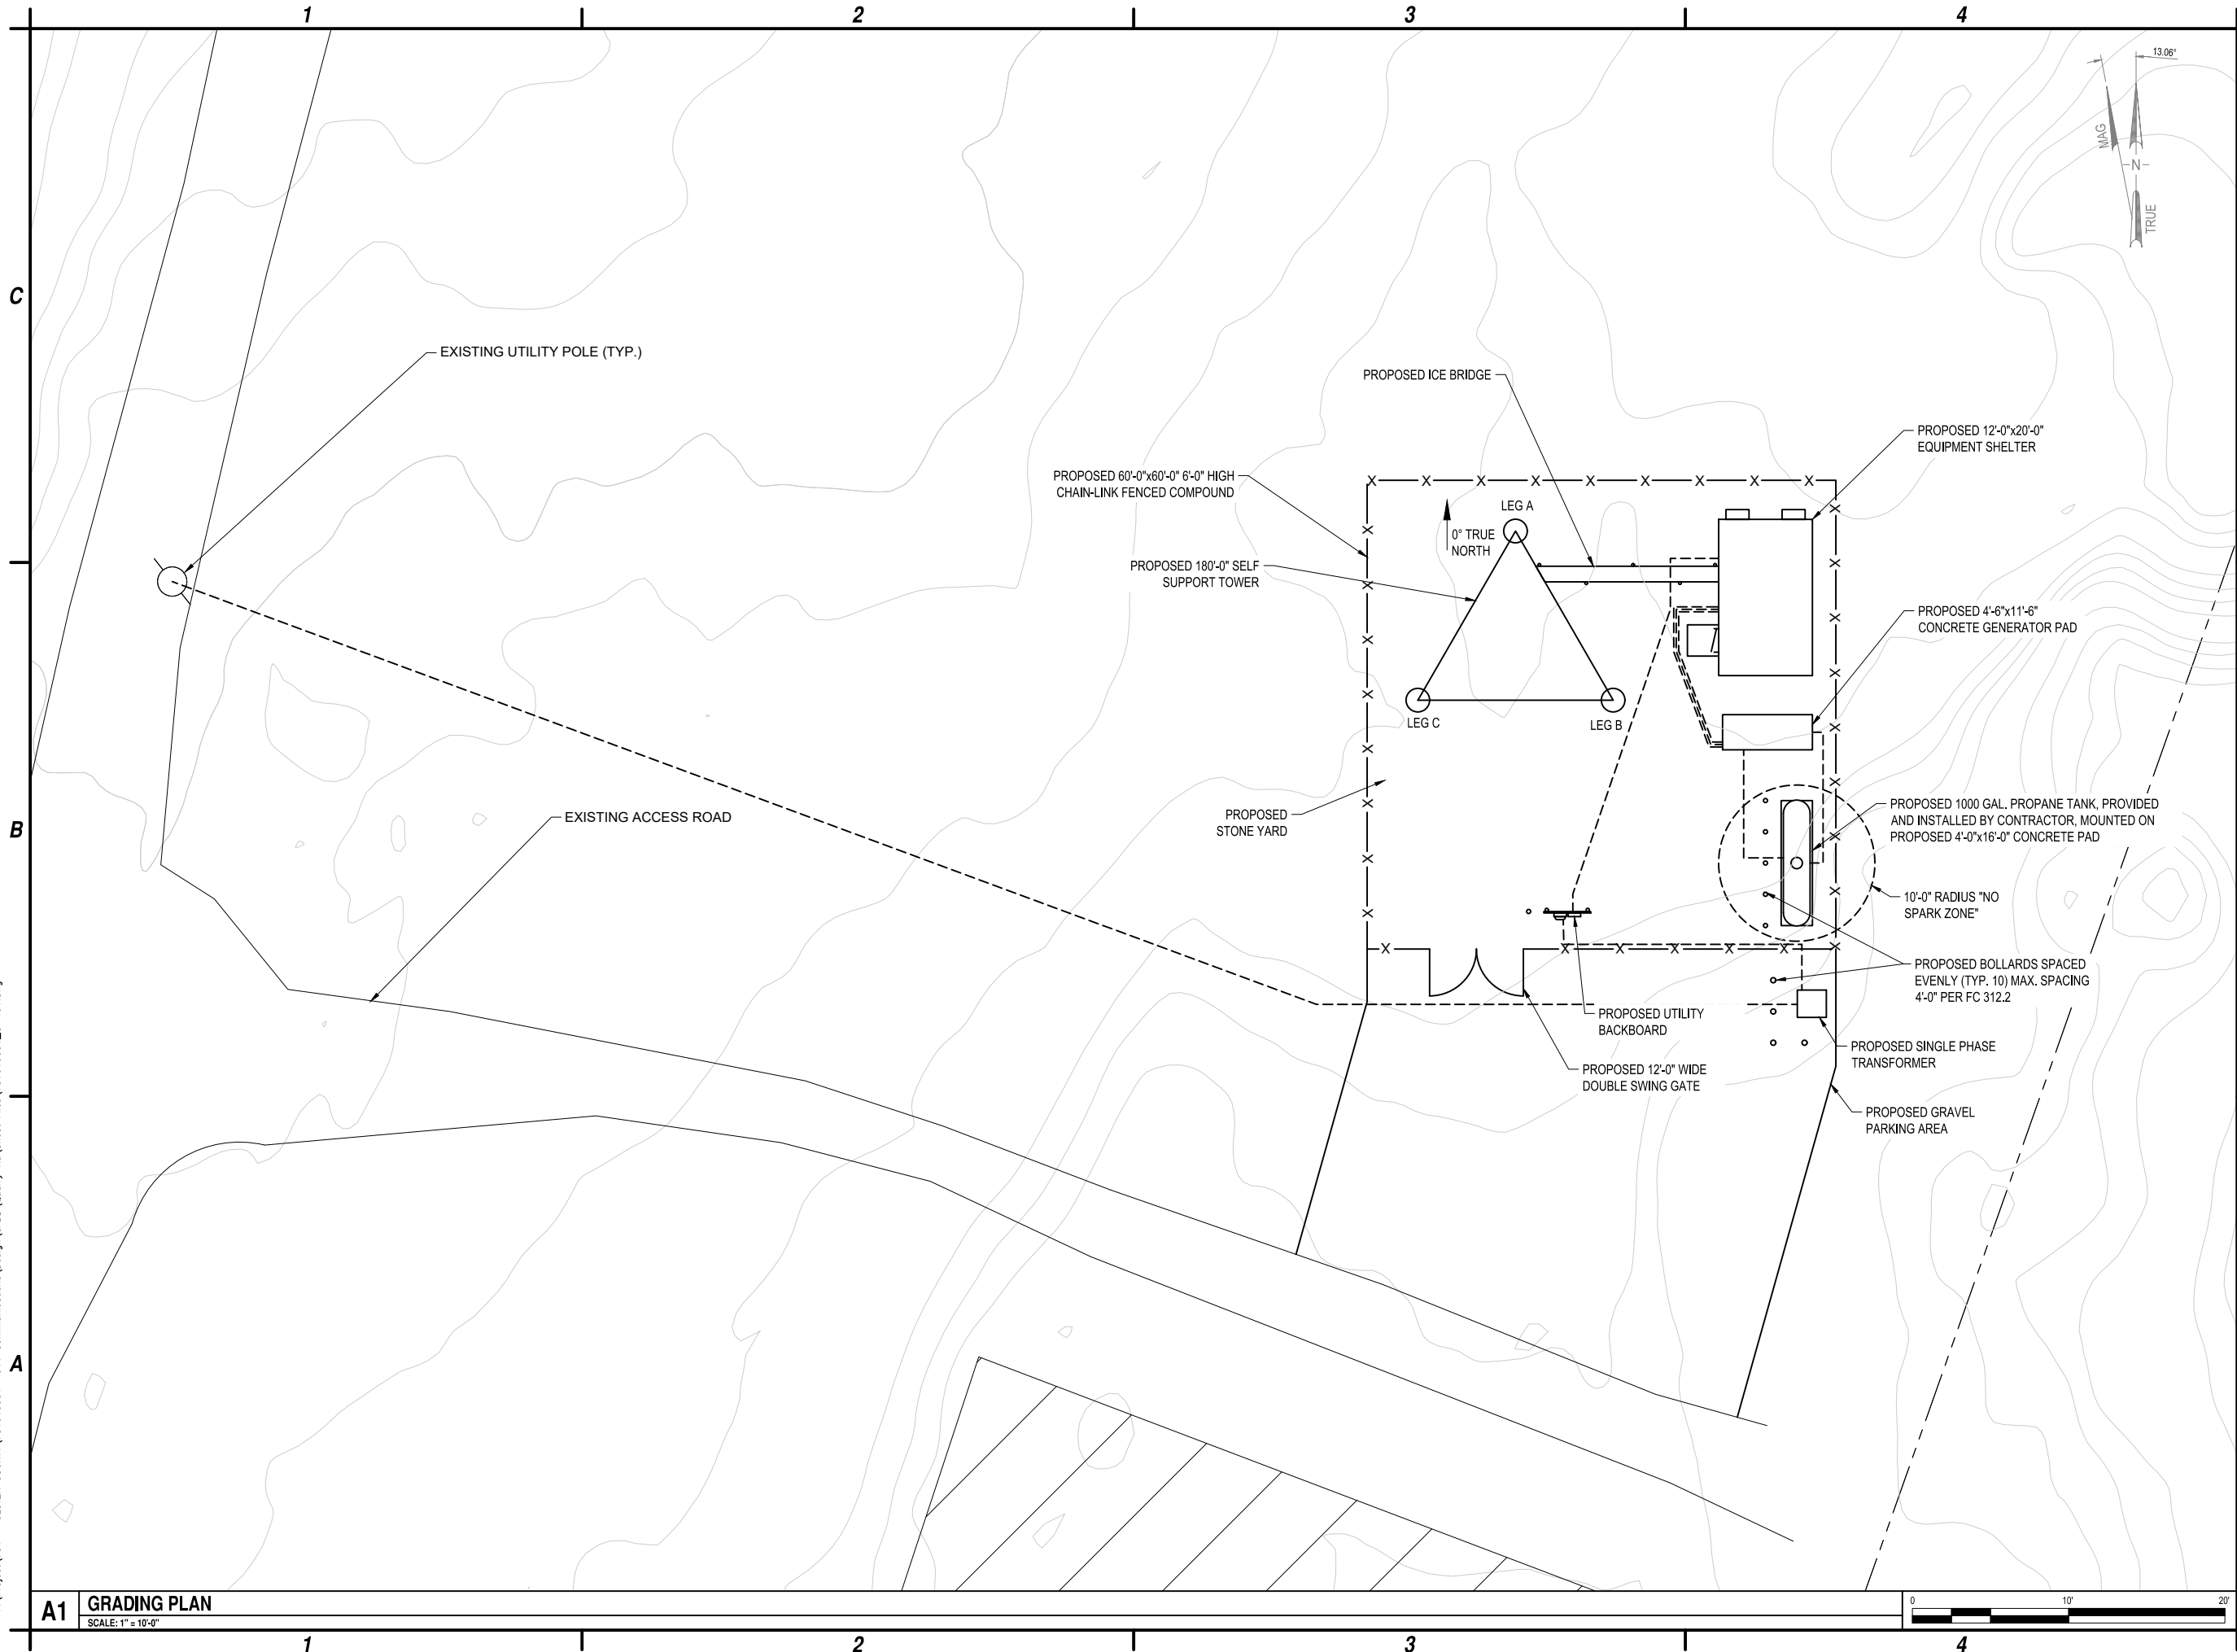 1
2
3
4
13.06°
MAG
-N-
TRUE
C
EXISTING UTILITY POLE (TYP.)
PROPOSED ICE BRIDGE
PROPOSED 12'-0"x20'-0"
EQUIPMENT SHELTER
PROPOSED 60'-0"x60'-0" 6'-0" HIGH
CHAIN-LINK FENCED COMPOUND
LEG A
0° TRUE
NORTH
PROPOSED 180'-0" SELF
SUPPORT TOWER
PROPOSED 4'-6"x11'-6"
CONCRETE GENERATOR PAD
LEG C
LEG B
B
EXISTING ACCESS ROAD
PROPOSED
STONE YARD
PROPOSED 1000 GAL. PROPANE TANK, PROVIDED
AND INSTALLED BY CONTRACTOR, MOUNTED ON
PROPOSED 4'-0"x16'-0" CONCRETE PAD
10'-0" RADIUS "NO
SPARK ZONE"
PROPOSED BOLLARDS SPACED
EVENLY (TYP. 10) MAX. SPACING
4'-0" PER FC 312.2
PROPOSED UTILITY
BACKBOARD
PROPOSED SINGLE PHASE
TRANSFORMER
PROPOSED 12'-0" WIDE
DOUBLE SWING GATE
PROPOSED GRAVEL
PARKING AREA
A
A1
GRADING PLAN
SCALE: 1" = 10'-0"
0
10'
20'
1
2
3
4